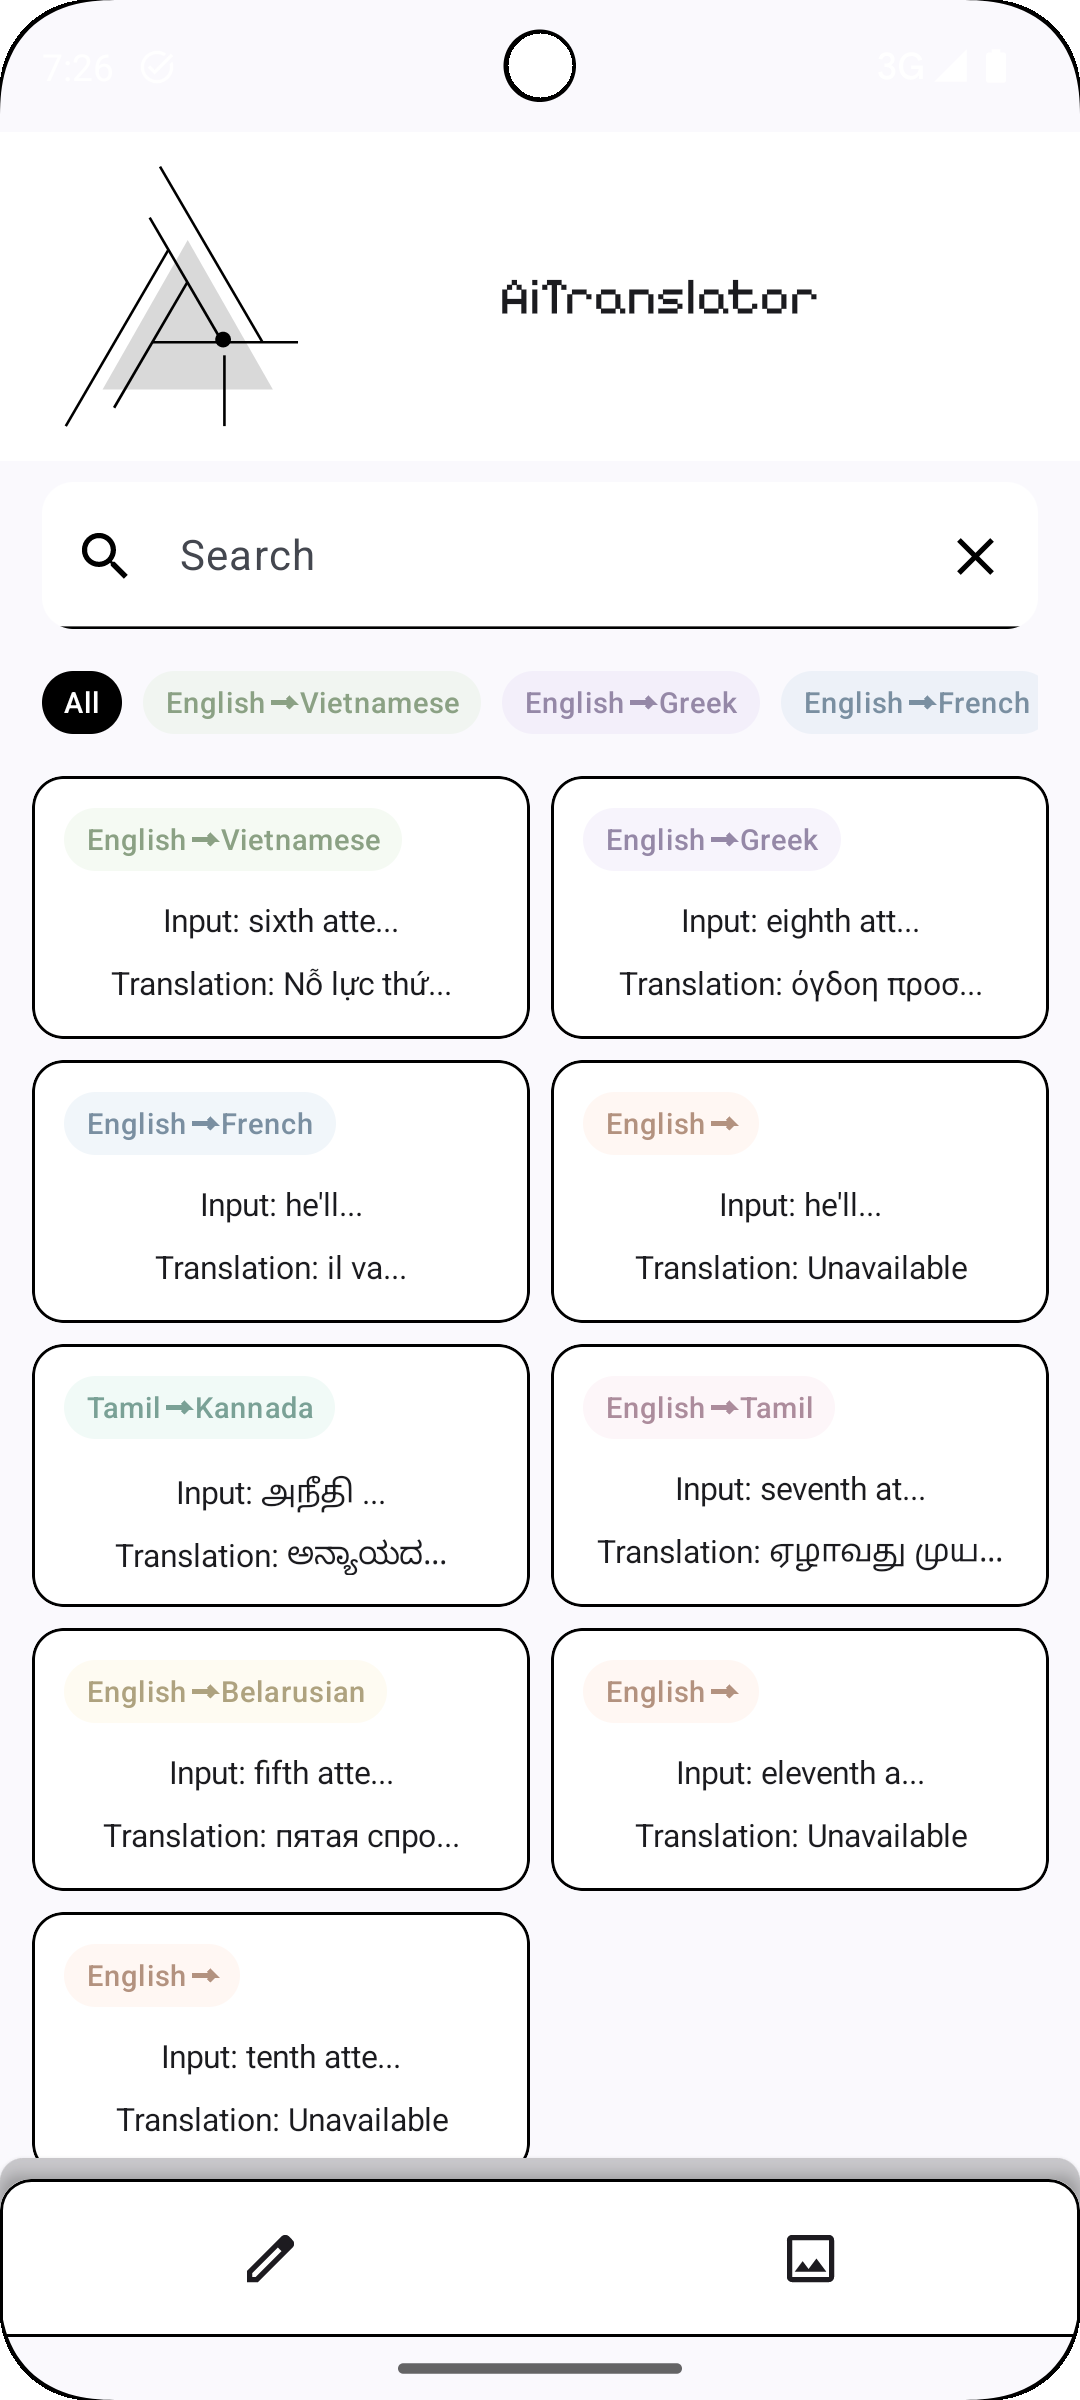 7:26
3G
AiTranslator
Search
All
English→Vietnamese
English→Greek
English→French
English→Vietnamese
Input: sixth atte...
Translation: Nỗ lực thứ...
English→Greek
Input: eighth att...
Translation: όγδοη προσ...
English→French
Input: he'll...
Translation: il va...
English→
Input: he'll...
Translation: Unavailable
Tamil→Kannada
Input: அநீதி ...
Translation: ಅನ್ಯಾಯದ...
English→Tamil
Input: seventh at...
Translation: ஏழாவது முய...
English→Belarusian
Input: fifth atte...
Translation: пятая спро...
English→
Input: eleventh a...
Translation: Unavailable
English→
Input: tenth atte...
Translation: Unavailable